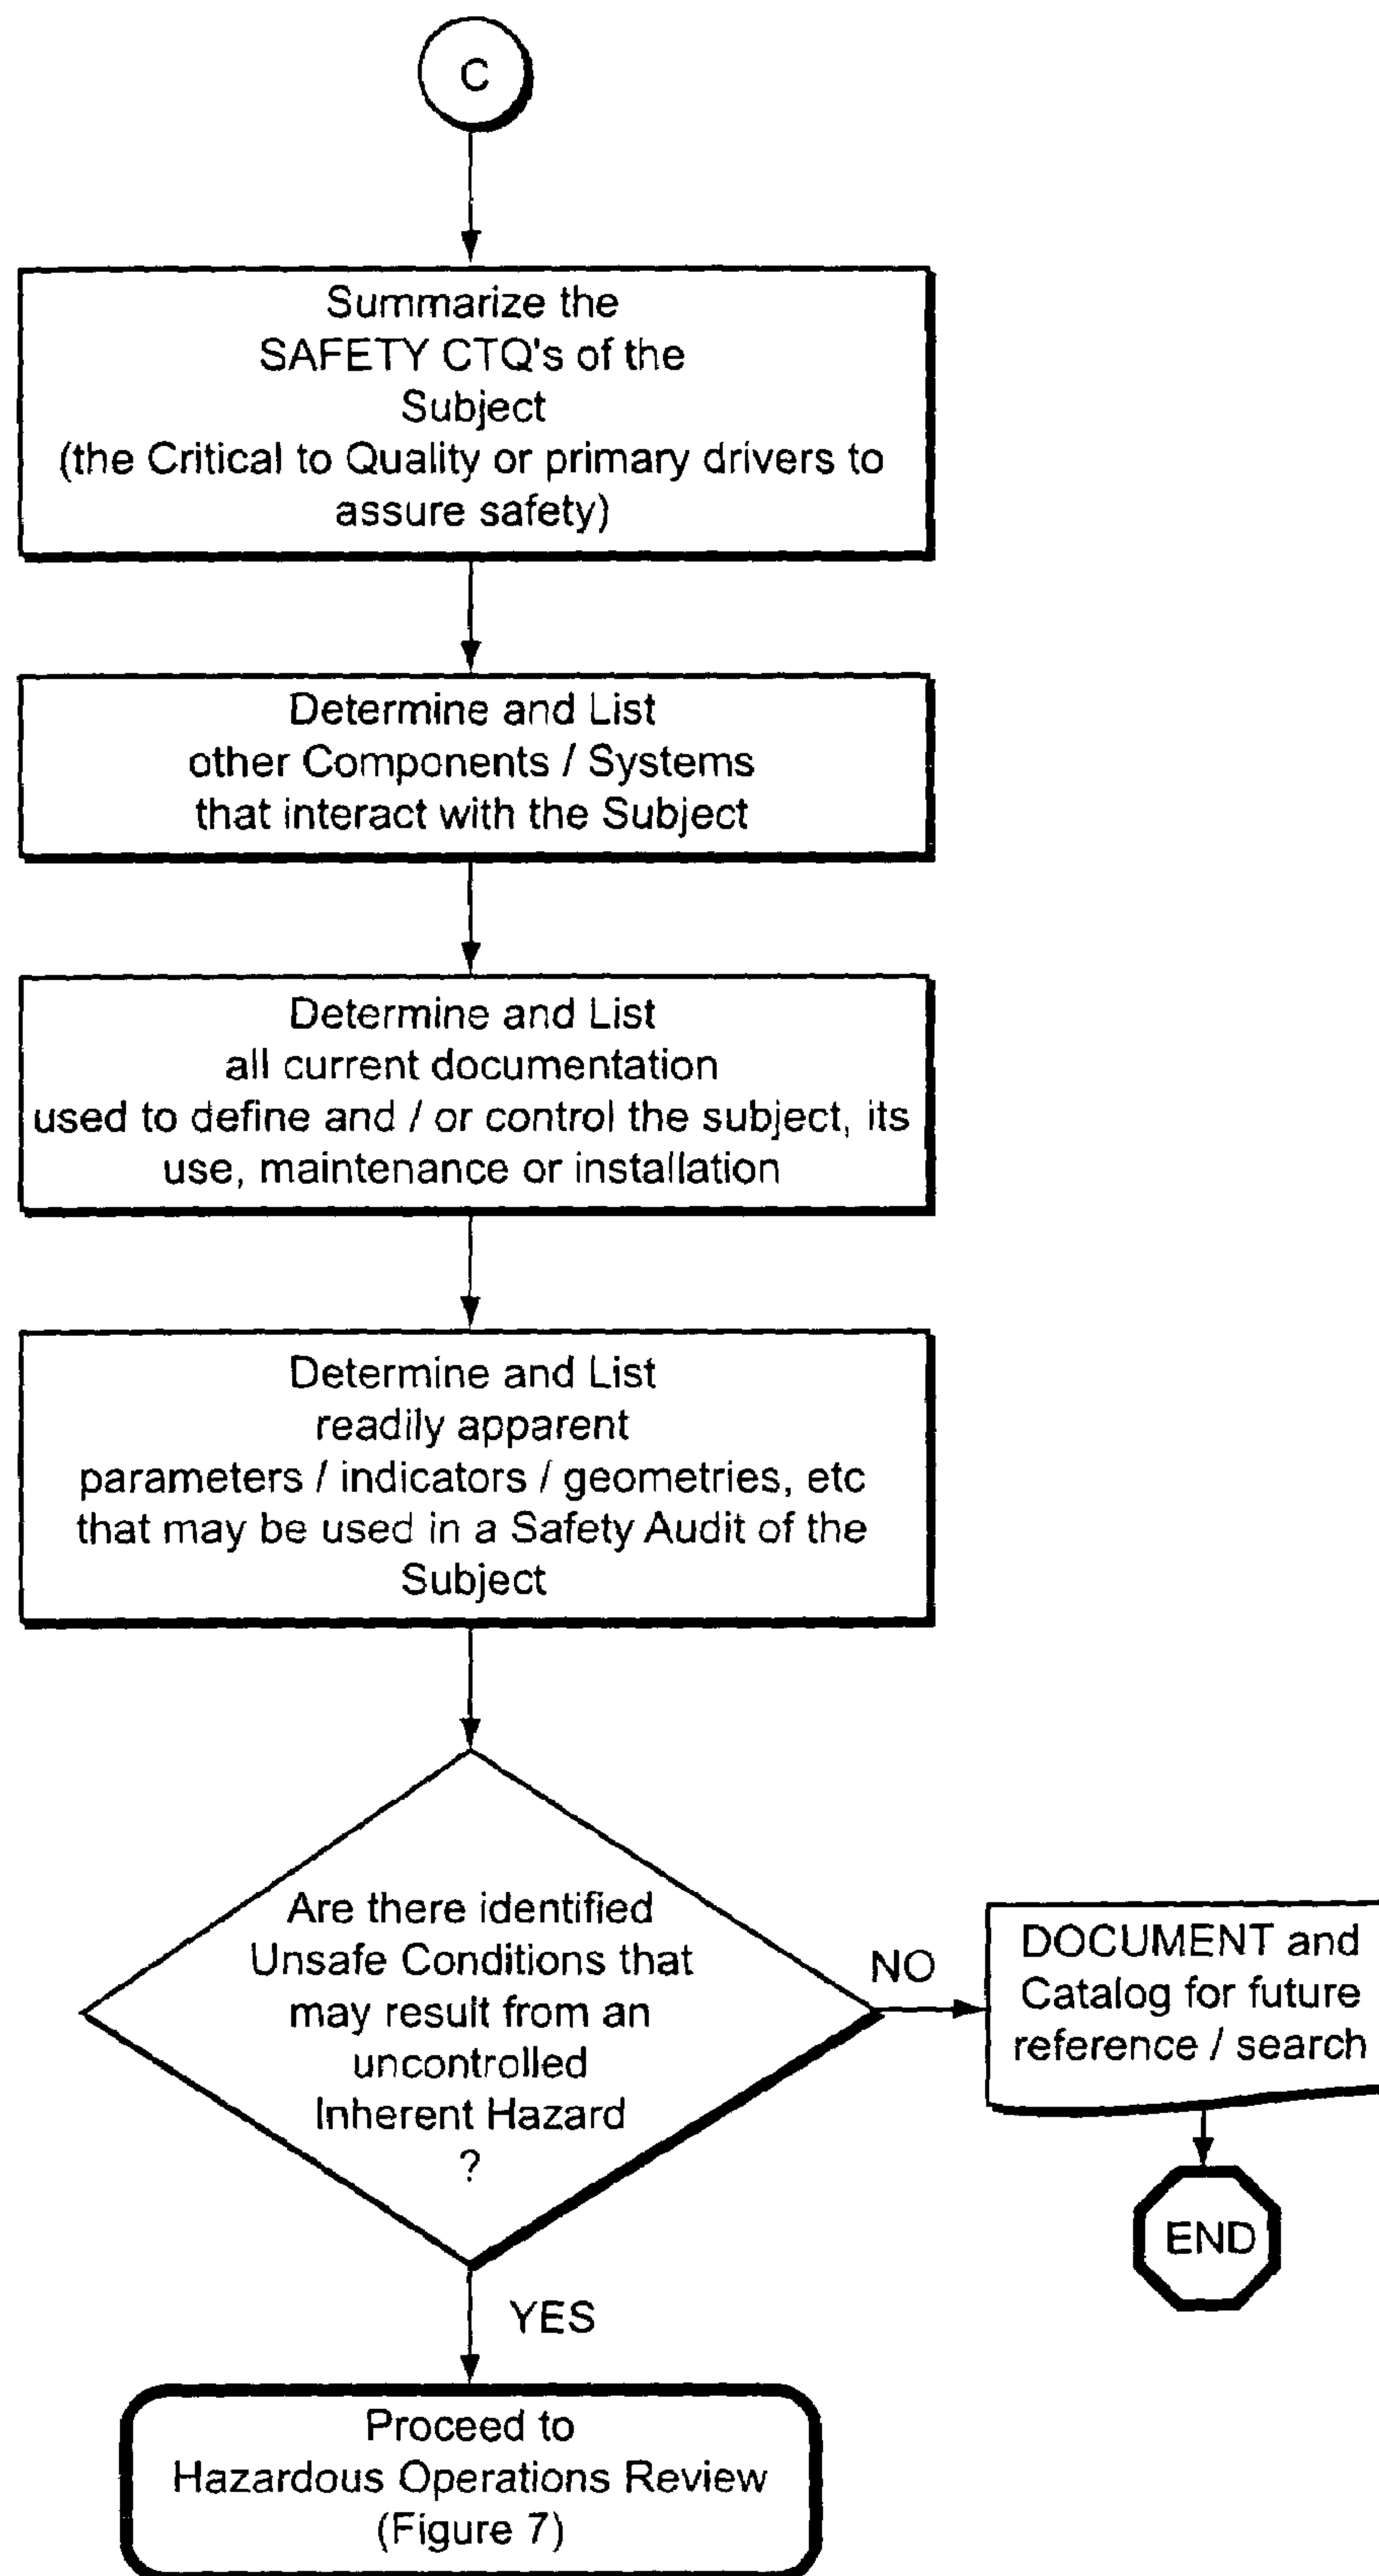 C
Summarize the
SAFETY CTQ's of the
Subject
(the Critical to Quality or primary drivers to
assure safety)
Determine and List
other Components / Systems
that interact with the Subject
Determine and List
all current documentation
used to define and / or control the subject, its
use, maintenance or installation
Determine and List
readily apparent
parameters / indicators / geometries, etc
that may be used in a Safety Audit of the
Subject
Are there identified
Unsafe Conditions that
may result from an
uncontrolled
Inherent Hazard
?
NO
DOCUMENT and
Catalog for future
reference / search
END
YES
Proceed to
Hazardous Operations Review
(Figure 7)